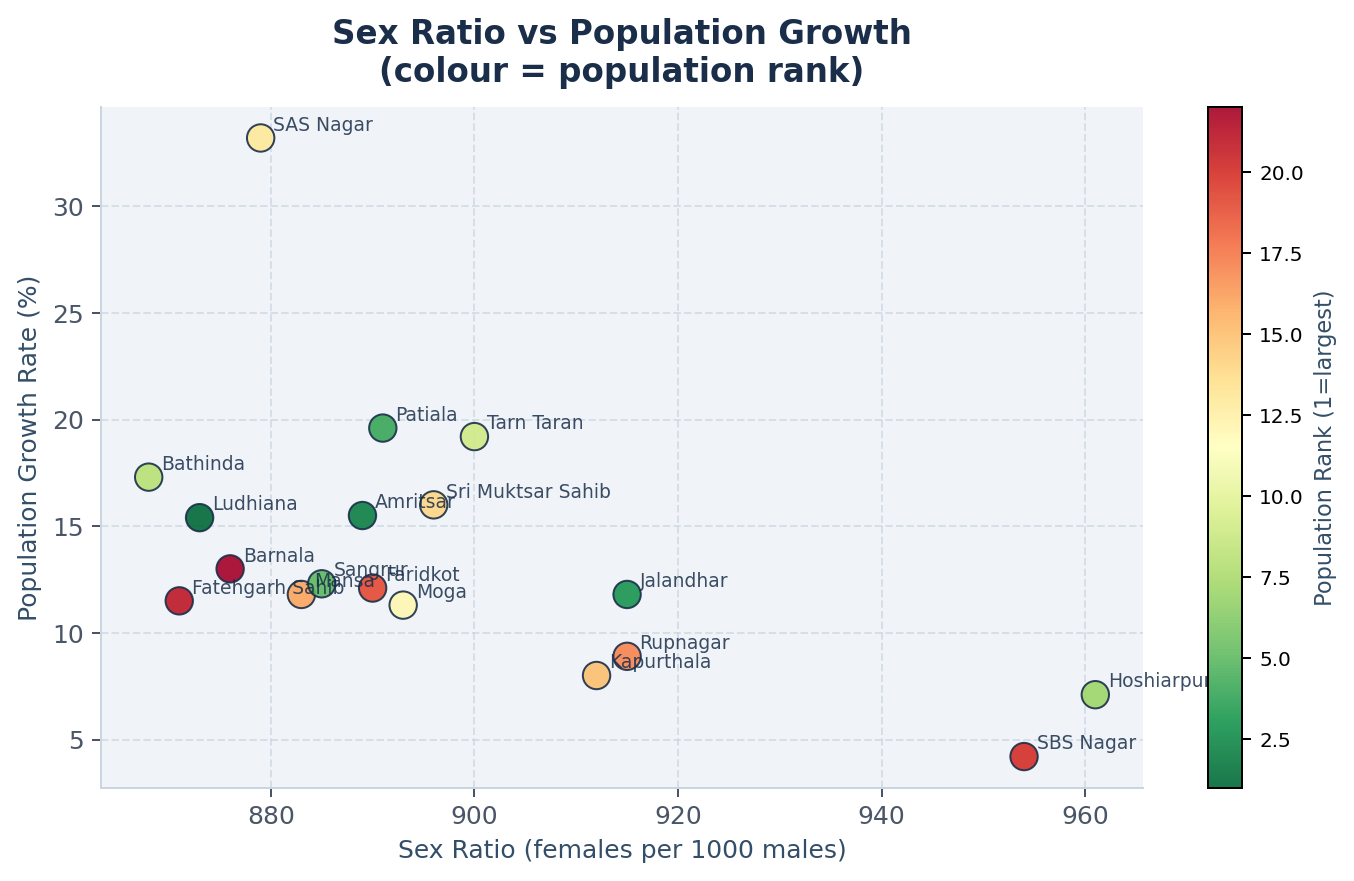 Sex Ratio vs Population Growth
(colour = population rank)
SAS Nagar
Patiala
Tarn Taran
Bathinda
Sri Muktsar Sahib
Ludhiana
Amritsar
Barnala
Sangrur
Faridkot
Mansa
Fatehgarh Sahib
Moga
Jalandhar
Rupnagar
Kapurthala
Hoshiarpur
SBS Nagar
30
25
20
15
10
5
880
900
920
940
960
Population Growth Rate (%)
Sex Ratio (females per 1000 males)
20.0
17.5
15.0
12.5
10.0
7.5
5.0
2.5
Population Rank (1=largest)